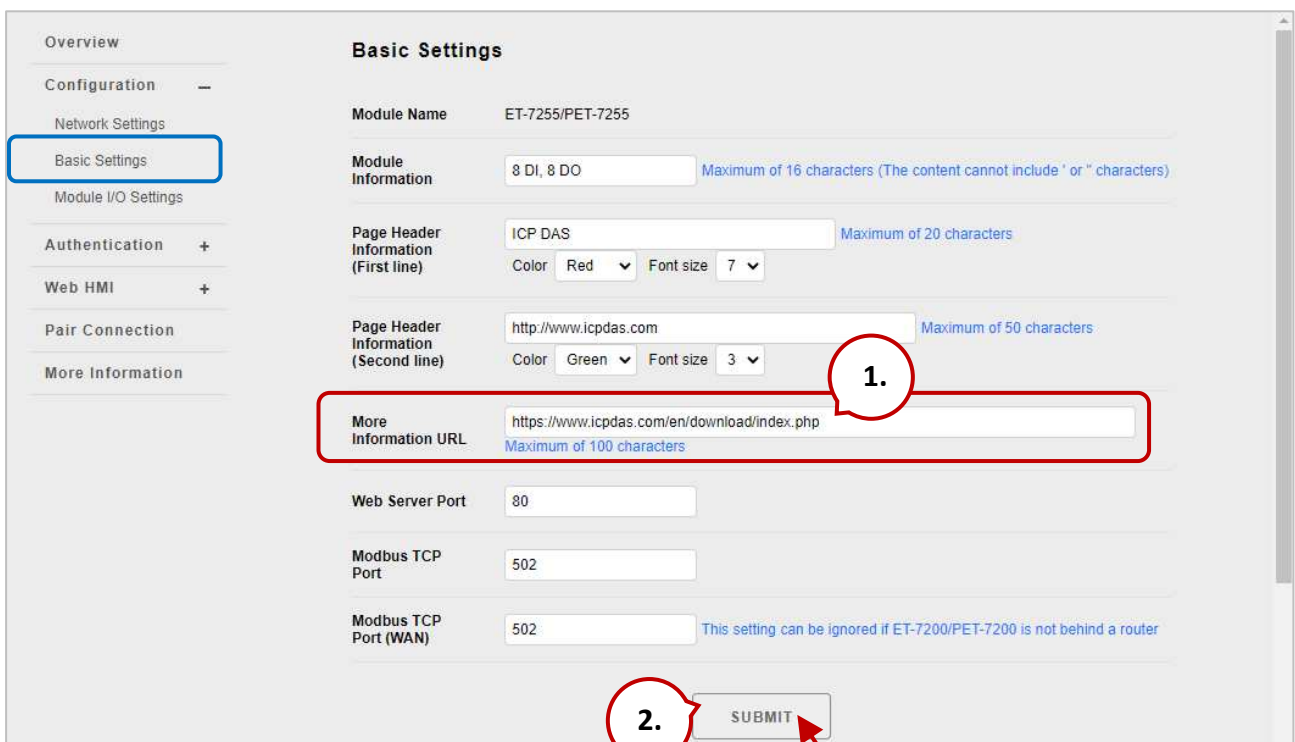 Overview
Configuration −
Network Settings
Basic Settings
Module I/O Settings
Authentication +
Web HMI +
Pair Connection
More Information
Basic Settings
Module Name ET-7255/PET-7255
Module
Information
8 DI, 8 DO Maximum of 16 characters (The content cannot include ' or " characters)
Page Header
Information
(First line)
ICP DAS Maximum of 20 characters
Color Red Font size 7
Page Header
Information
(Second line)
http://www.icpdas.com Maximum of 50 characters
Color Green Font size 3
1.
More
Information URL
https://www.icpdas.com/en/download/index.php
Maximum of 100 characters
Web Server Port 80
Modbus TCP
Port
502
Modbus TCP
Port (WAN)
502 This setting can be ignored if ET-7200/PET-7200 is not behind a router
2. SUBMIT